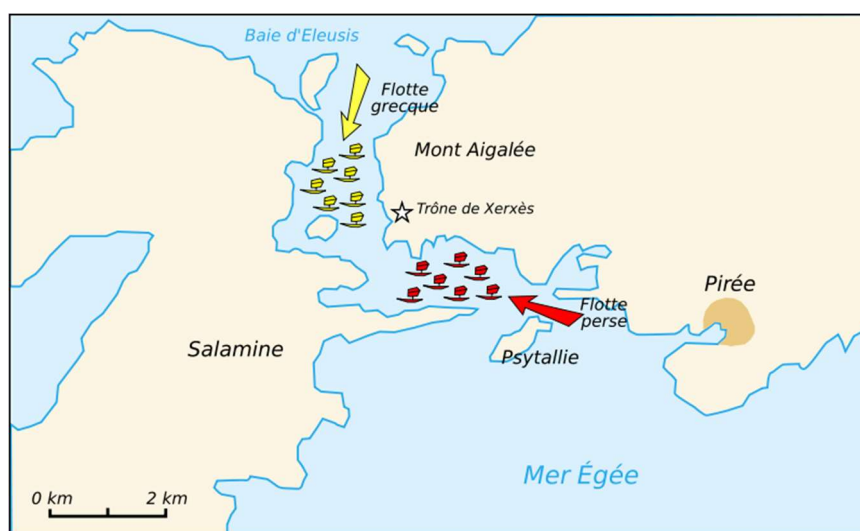 Baie d'Eleusis
Flotte
grecque
Mont Aigalée
Trône de Xerxès
Pirée
Flotte
perse
Salamine
Psytallie
Mer Égée
0 km 2 km